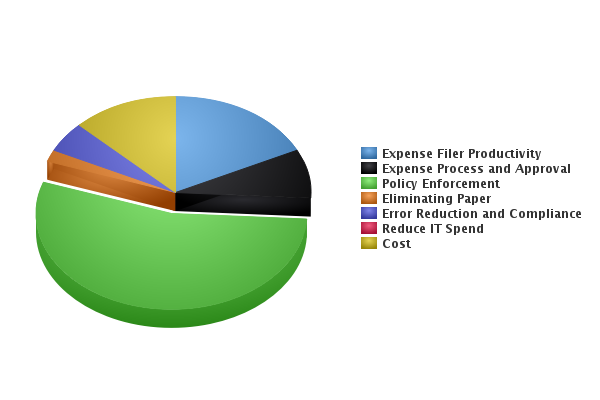 Expense Filer Productivity
Expense Process and Approval
Policy Enforcement
Eliminating Paper
Error Reduction and Compliance
Reduce IT Spend
Cost